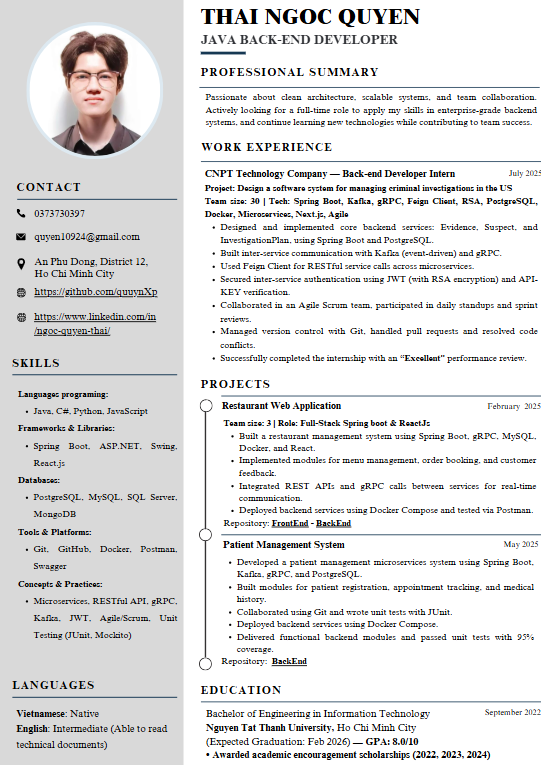 THAI NGOC QUYEN
JAVA BACK-END DEVELOPER
CONTACT
0373730397
quyen10924@gmail.com
An Phu Dong, District 12,
Ho Chi Minh City
https://github.com/quuynXp
https://www.linkedin.com/in
/ngoc-quyen-thai/
SKILLS
Languages programing:
• Java, C#, Python, JavaScript
Frameworks & Libraries:
• Spring Boot, ASP.NET, Swing,
React.js
Databases:
• PostgreSQL, MySQL, SQL Server,
MongoDB
Tools & Platforms:
• Git, GitHub, Docker, Postman,
Swagger
Concepts & Practices:
• Microservices, RESTful API, gRPC,
Kafka, JWT, Agile/Scrum, Unit
Testing (JUnit, Mockito)
LANGUAGES
Vietnamese: Native
English: Intermediate (Able to read
technical documents)
PROFESSIONAL SUMMARY
Passionate about clean architecture, scalable systems, and team collaboration.
Actively looking for a full-time role to apply my skills in enterprise-grade backend
systems, and continue learning new technologies while contributing to team success.
WORK EXPERIENCE
CNPT Technology Company — Back-end Developer Intern July 2025
Project: Design a software system for managing criminal investigations in the US
Team size: 30 | Tech: Spring Boot, Kafka, gRPC, Feign Client, RSA, PostgreSQL,
Docker, Microservices, Next.js, Agile
• Designed and implemented core backend services: Evidence, Suspect, and
InvestigationPlan, using Spring Boot and PostgreSQL.
• Built inter-service communication with Kafka (event-driven) and gRPC.
• Used Feign Client for RESTful service calls across microservices.
• Secured inter-service authentication using JWT (with RSA encryption) and API-
KEY verification.
• Collaborated in an Agile Scrum team, participated in daily standups and sprint
reviews.
• Managed version control with Git, handled pull requests and resolved code
conflicts.
• Successfully completed the internship with an “Excellent” performance review.
PROJECTS
Restaurant Web Application February 2025
Team size: 3 | Role: Full-Stack Spring boot & ReactJs
• Built a restaurant management system using Spring Boot, gRPC, MySQL,
Docker, and React.
• Implemented modules for menu management, order booking, and customer
feedback.
• Integrated REST APIs and gRPC calls between services for real-time
communication.
• Deployed backend services using Docker Compose and tested via Postman.
Repository: FrontEnd - BackEnd
Patient Management System May 2025
• Developed a patient management microservices system using Spring Boot,
Kafka, gRPC, and PostgreSQL.
• Built modules for patient registration, appointment tracking, and medical
history.
• Collaborated using Git and wrote unit tests with JUnit.
• Deployed backend services using Docker Compose.
• Delivered functional backend modules and passed unit tests with 95%
coverage.
Repository: BackEnd
EDUCATION
Bachelor of Engineering in Information Technology September 2022
Nguyen Tat Thanh University, Ho Chi Minh City
(Expected Graduation: Feb 2026) — GPA: 8.0/10
• Awarded academic encouragement scholarships (2022, 2023, 2024)